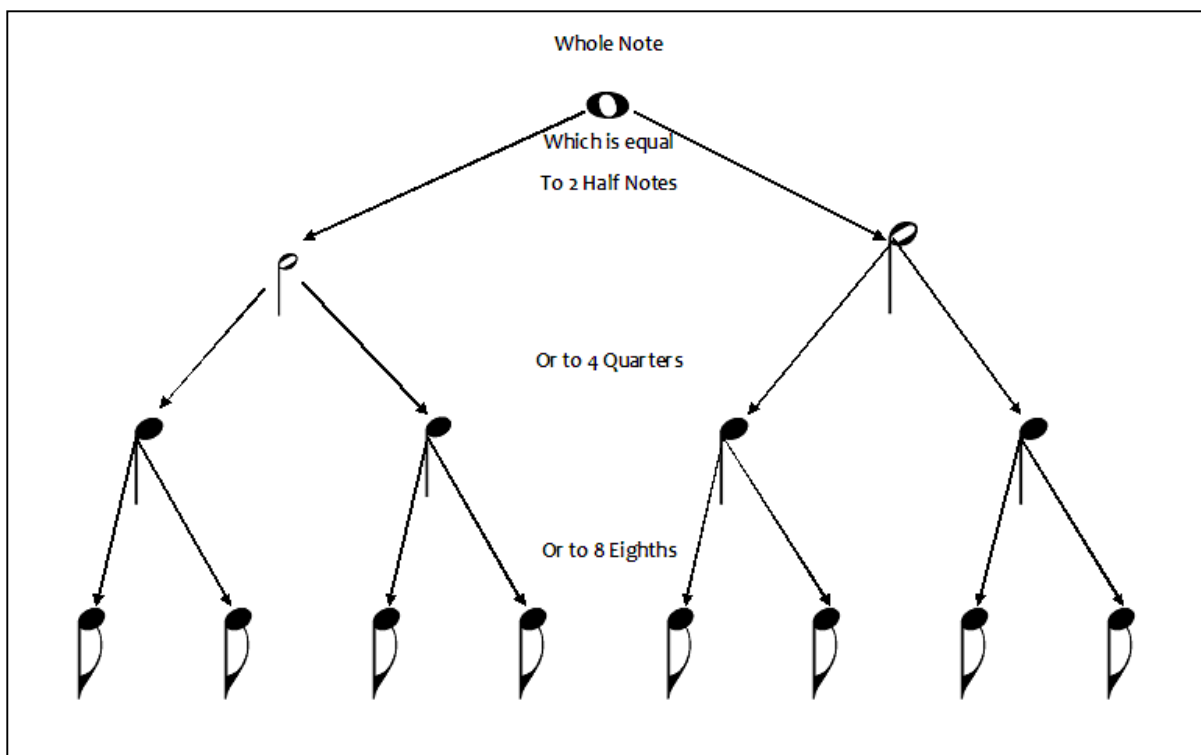 Whole Note
Which is equal
To 2 Half Notes
Or to 4 Quarters
Or to 8 Eighths